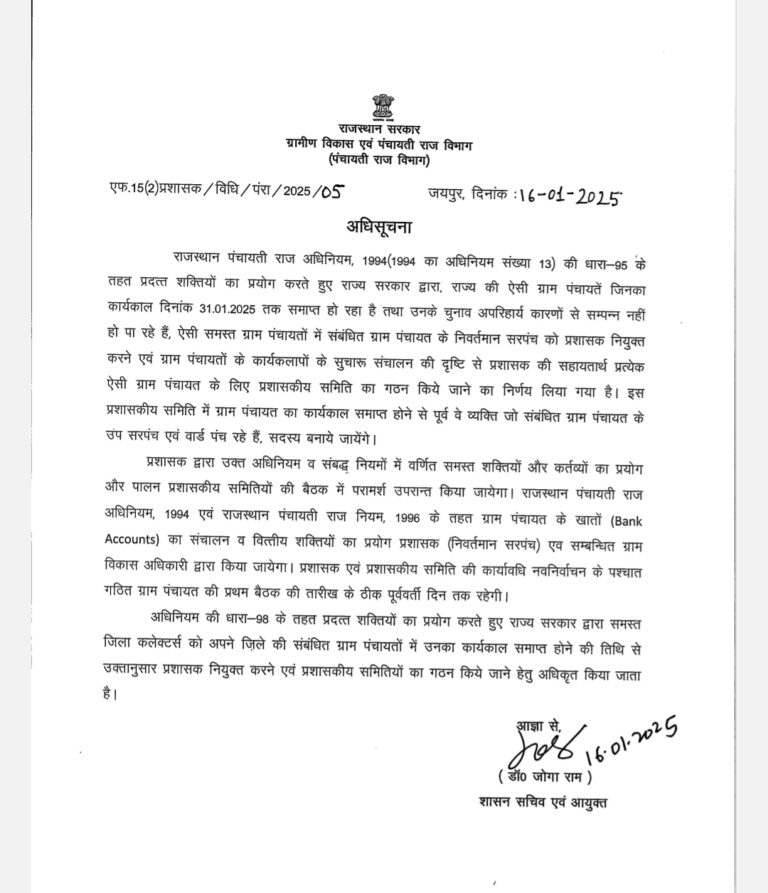 राजस्थान सरकार
ग्रामीण विकास एवं पंचायती राज विभाग
(पंचायती राज विभाग)
एफ.15(2)प्रशासक/विधि/पंरा/2025/05 जयपुर, दिनांक :16-01-2025
अधिसूचना
राजस्थान पंचायती राज अधिनियम, 1994(1994 का अधिनियम संख्या 13) की धारा–95 के
तहत प्रदत्त शक्तियों का प्रयोग करते हुए राज्य सरकार द्वारा, राज्य की ऐसी ग्राम पंचायतें जिनका
कार्यकाल दिनांक 31.01.2025 तक समाप्त हो रहा है तथा उनके चुनाव अपरिहार्य कारणों से सम्पन्न नहीं
हो पा रहे हैं, ऐसी समस्त ग्राम पंचायतों में संबंधित ग्राम पंचायत के निवर्तमान सरपंच को प्रशासक नियुक्त
करने एवं ग्राम पंचायतों के कार्यकलापों के सुचारू संचालन की दृष्टि से प्रशासक की सहायतार्थ प्रत्येक
ऐसी ग्राम पंचायत के लिए प्रशासकीय समिति का गठन किये जाने का निर्णय लिया गया है। इस
प्रशासकीय समिति में ग्राम पंचायत का कार्यकाल समाप्त होने से पूर्व वे व्यक्ति जो संबंधित ग्राम पंचायत के
उप सरपंच एवं वार्ड पंच रहे हैं, सदस्य बनाये जायेंगे।
प्रशासक द्वारा उक्त अधिनियम व संबद्ध नियमों में वर्णित समस्त शक्तियों और कर्तव्यों का प्रयोग
और पालन प्रशासकीय समितियों की बैठक में परामर्श उपरान्त किया जायेगा। राजस्थान पंचायती राज
अधिनियम, 1994 एवं राजस्थान पंचायती राज नियम, 1996 के तहत ग्राम पंचायत के खातों (Bank
Accounts) का संचालन व वित्तीय शक्तियों का प्रयोग प्रशासक (निवर्तमान सरपंच) एव सम्बन्धित ग्राम
विकास अधिकारी द्वारा किया जायेगा। प्रशासक एवं प्रशासकीय समिति की कार्यावधि नवनिर्वाचन के पश्चात
गठित ग्राम पंचायत की प्रथम बैठक की तारीख के ठीक पूर्ववर्ती दिन तक रहेगी।
अधिनियम की धारा–98 के तहत प्रदत्त शक्तियों का प्रयोग करते हुए राज्य सरकार द्वारा समस्त
जिला कलेक्टर्स को अपने ज़िले की संबंधित ग्राम पंचायतों में उनका कार्यकाल समाप्त होने की तिथि से
उक्तानुसार प्रशासक नियुक्त करने एवं प्रशासकीय समितियों का गठन किये जाने हेतु अधिकृत किया जाता
है।
आज्ञा से,
16.01.2025
( डॉ0 जोगा राम )
शासन सचिव एवं आयुक्त